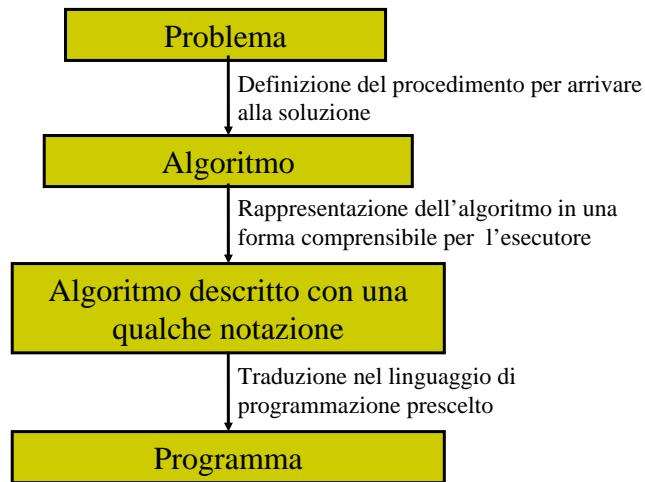 Problema
Definizione del procedimento per arrivare
alla soluzione
Algoritmo
Rappresentazione dell’algoritmo in una
forma comprensibile per l’esecutore
Algoritmo descritto con una
qualche notazione
Traduzione nel linguaggio di
programmazione prescelto
Programma